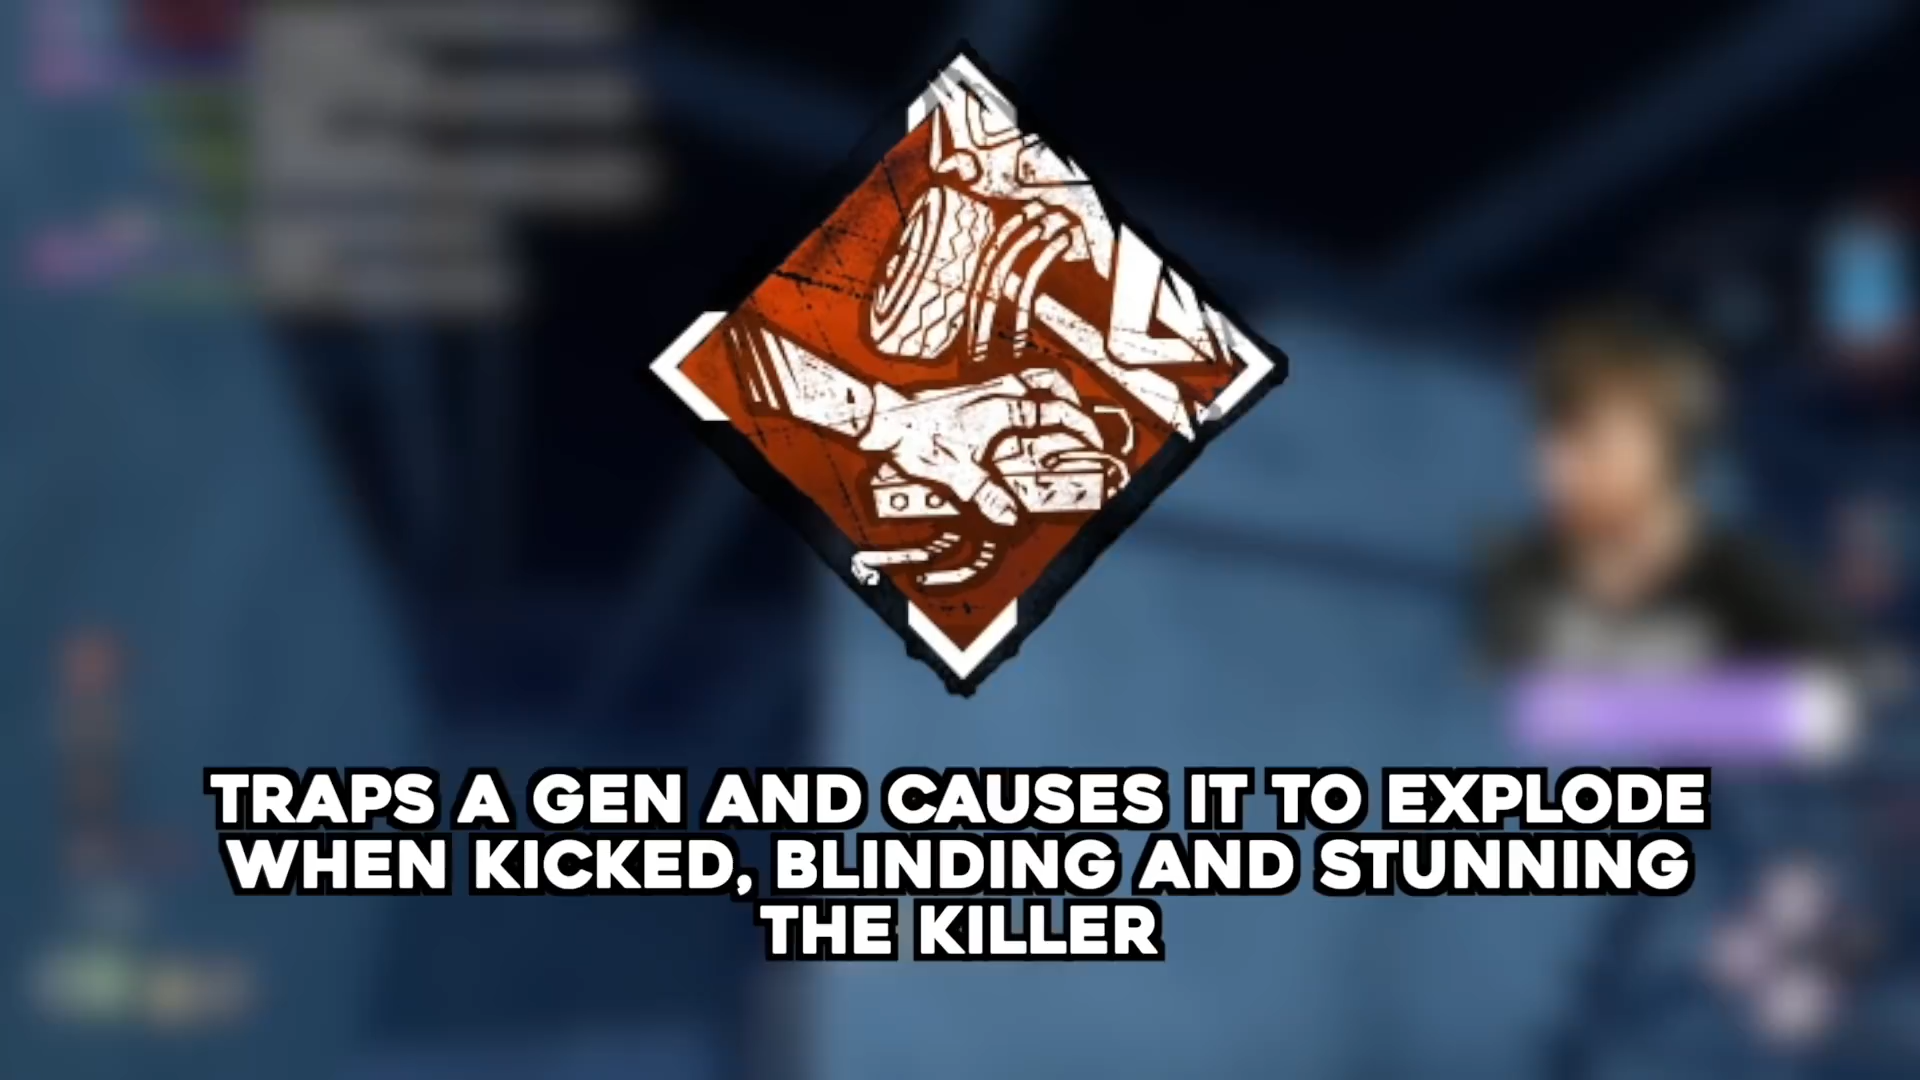 TRAPS A GEN AND CAUSES IT TO EXPLODE
WHEN KICKED, BLINDING AND STUNNING
THE KILLER